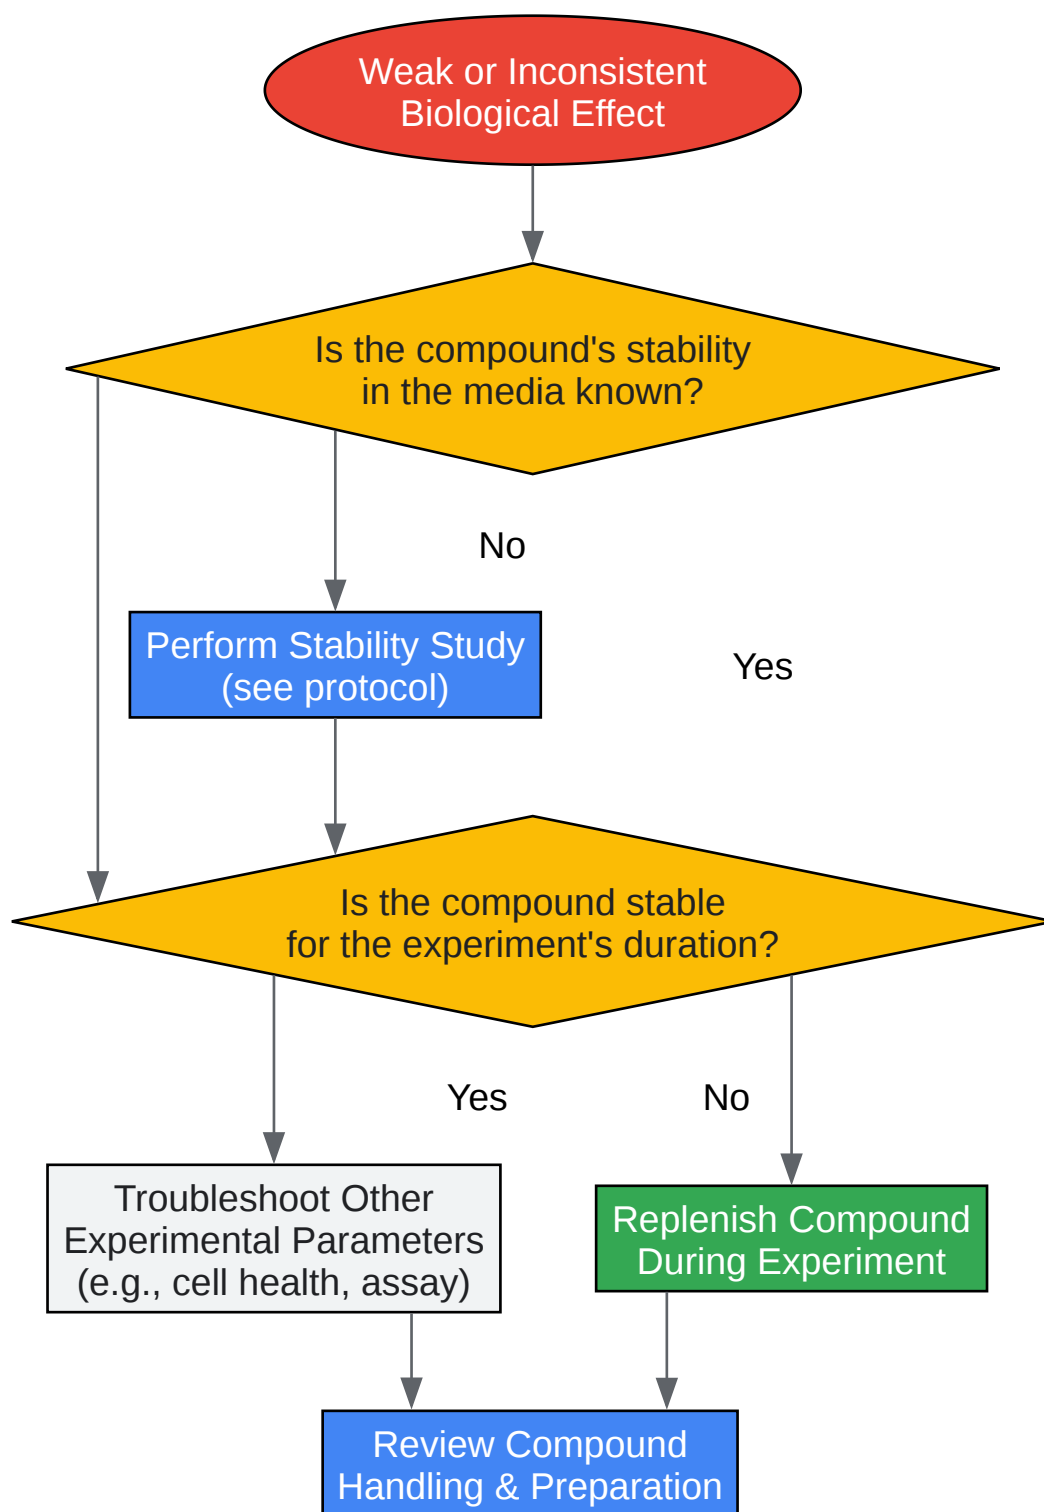 Weak or Inconsistent
Biological Effect
Is the compound's stability
in the media known?
No
Perform Stability Study
(see protocol)
Yes
Is the compound stable
for the experiment's duration?
Yes
No
Troubleshoot Other
Experimental Parameters
(e.g., cell health, assay)
Replenish Compound
During Experiment
Review Compound
Handling & Preparation